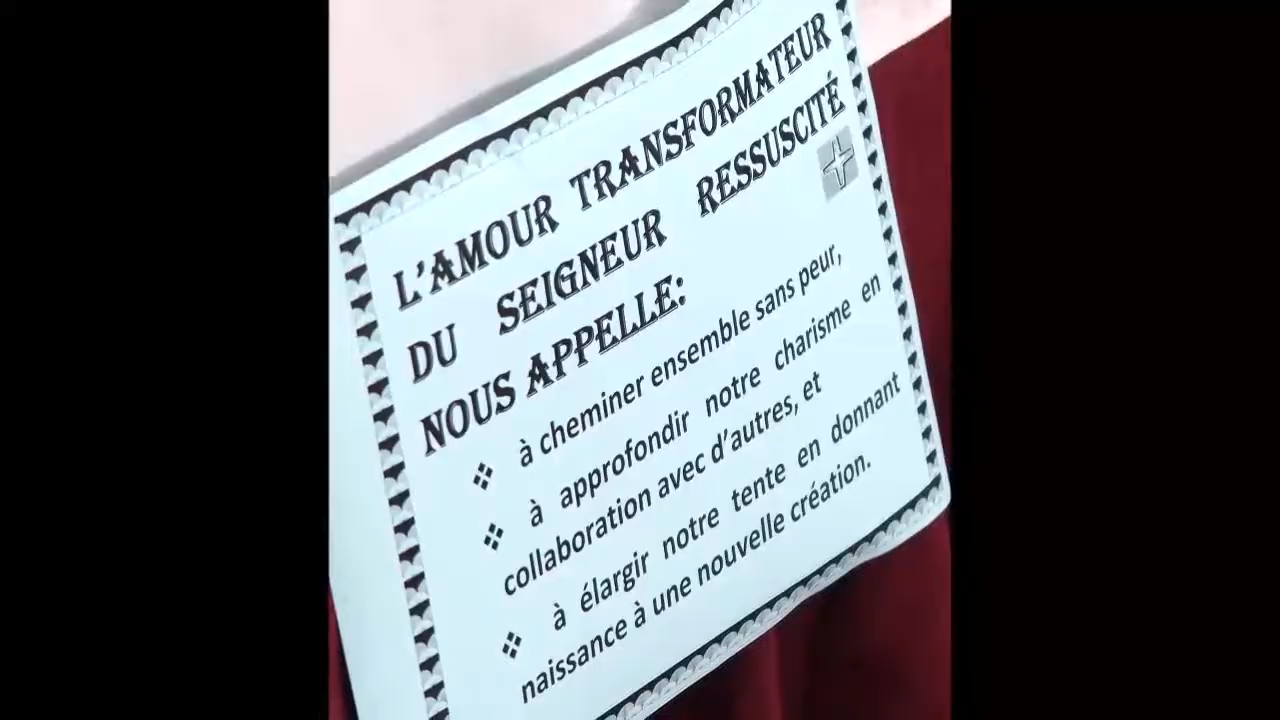 L'AMOUR TRANSFORMATEUR
DU SEIGNEUR RESSUSCITÉ
NOUS APPELLE:
❖ à cheminer ensemble sans peur,
❖ à approfondir notre charisme en
collaboration avec d'autres, et
❖ à élargir notre tente en donnant
naissance à une nouvelle création.